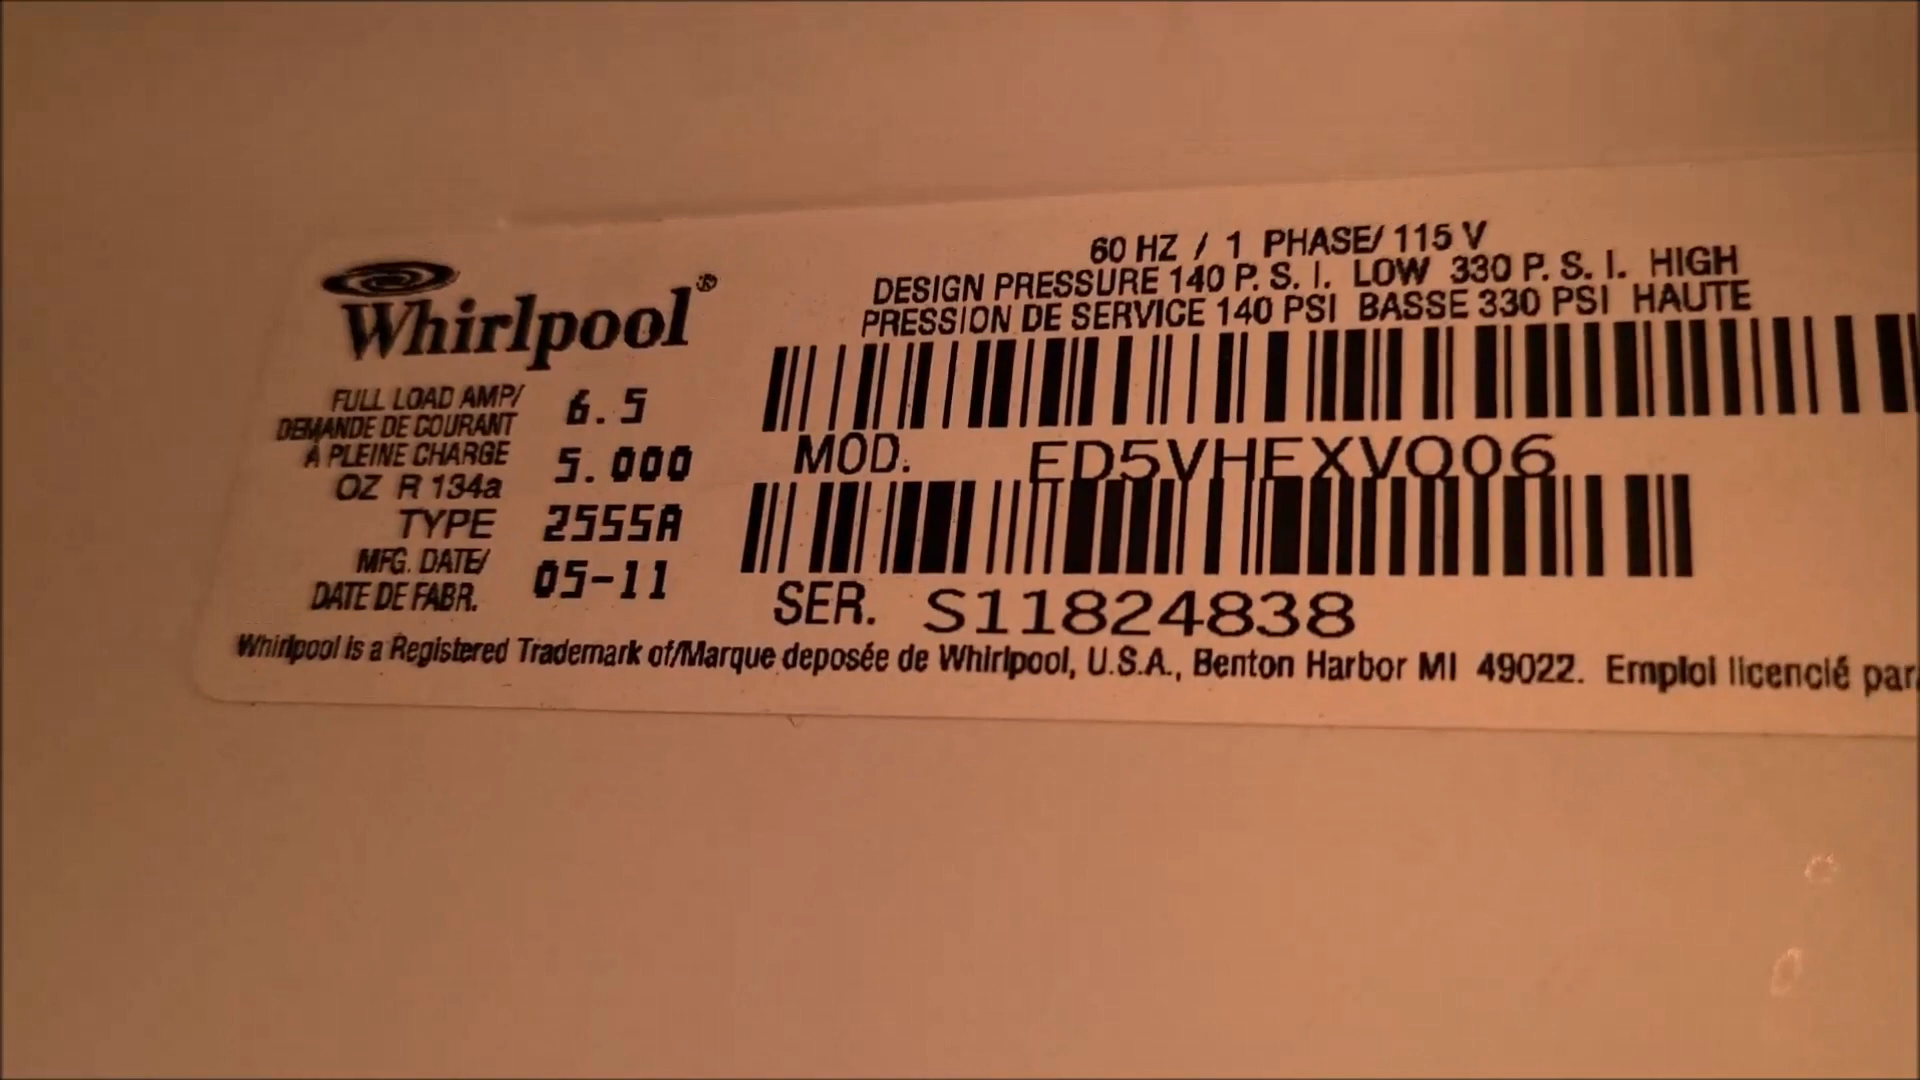 60 HZ / 1 PHASE/ 115 V
DESIGN PRESSURE 140 P. S. I. LOW 330 P. S. I. HIGH
PRESSION DE SERVICE 140 PSI BASSE 330 PSI HAUTE
Whirlpool®
FULL LOAD AMP/ 6.5
DEMANDE DE COURANT
À PLEINE CHARGE
OZ R 134a 5.000
TYPE 2555A
MFG. DATE/
DATE DE FABR. 05-11
MOD. ED5VHEXVQ06
SER. S11824838
Whirlpool is a Registered Trademark of/Marque deposée de Whirlpool, U.S.A., Benton Harbor MI 49022. Emploi licencié par